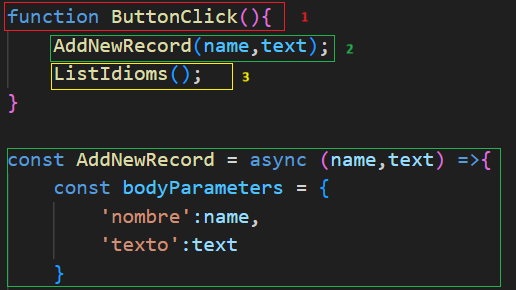 function ButtonClick(){ 1
AddNewRecord(name,text); 2
ListIdioms(); 3
}
const AddNewRecord = async (name,text) =>{
const bodyParameters = {
'nombre':name,
'texto':text
}